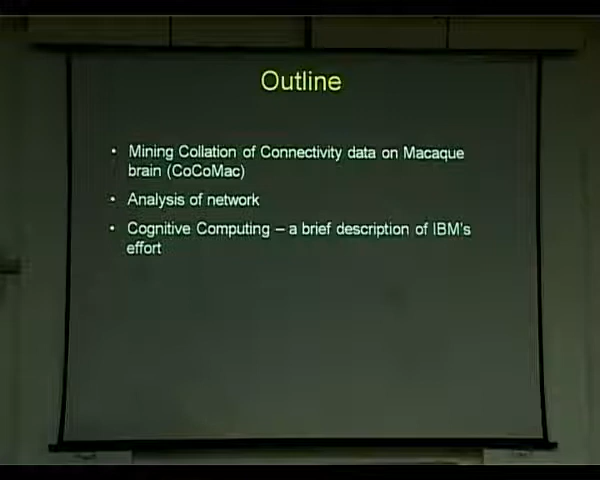 Outline
• Mining Collation of Connectivity data on Macaque
brain (CoCoMac)
• Analysis of network
• Cognitive Computing – a brief description of IBM's
effort